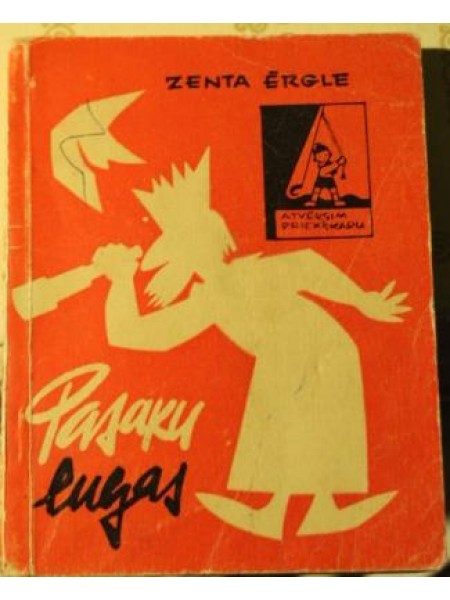 ZENTA ĒRGLE
ATVĒRSIM
PRIEKŠKARU
Pasaku
lugas